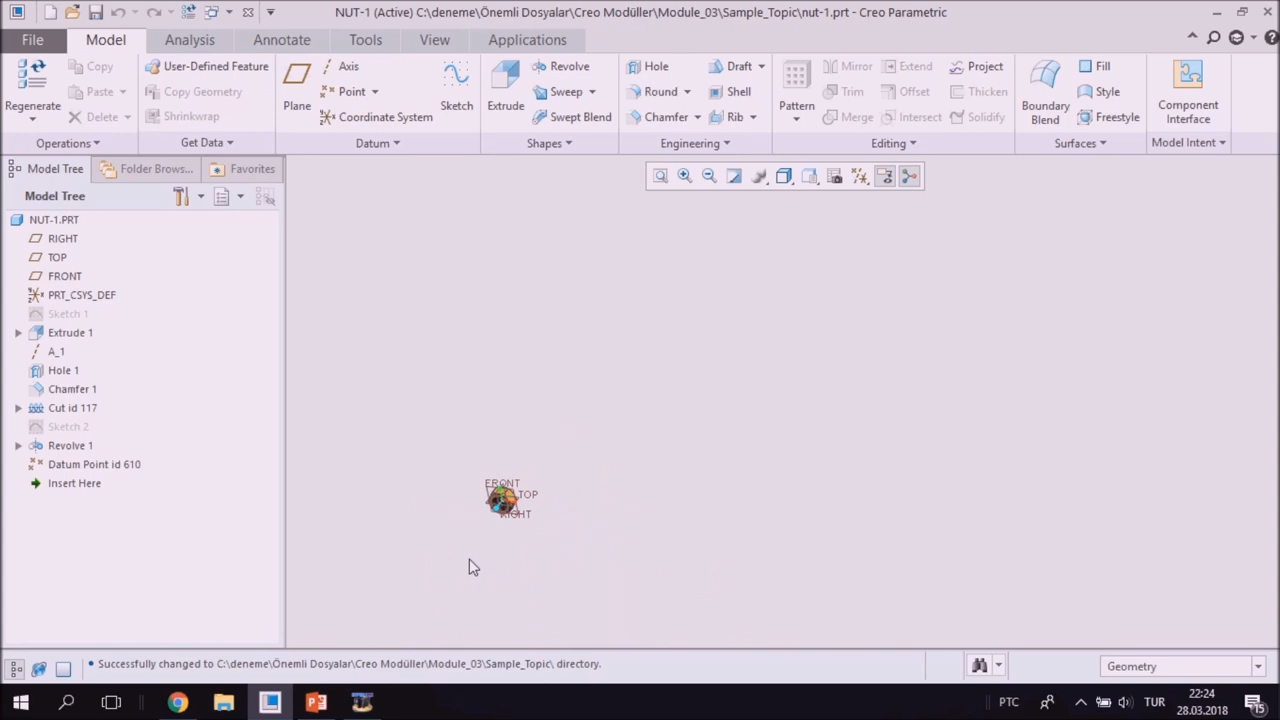 NUT-1 (Active) C:\deneme\Önemli Dosyalar\Creo Modüller\Module_03\Sample_Topic\nut-1.prt - Creo Parametric
File Model Analysis Annotate Tools View Applications
Regenerate
Copy
Paste
Delete
Operations
User-Defined Feature
Copy Geometry
Shrinkwrap
Get Data
Plane
Axis
Point
Coordinate System
Sketch
Datum
Extrude
Revolve
Sweep
Swept Blend
Shapes
Hole
Round
Chamfer
Draft
Shell
Rib
Engineering
Pattern
Mirror
Trim
Merge
Extend
Offset
Intersect
Project
Thicken
Solidify
Editing
Boundary
Blend
Fill
Style
Freestyle
Surfaces
Component
Interface
Model Intent
Model Tree Folder Brows... Favorites
Model Tree
NUT-1.PRT
RIGHT
TOP
FRONT
PRT_CSYS_DEF
Sketch 1
Extrude 1
A_1
Hole 1
Chamfer 1
Cut id 117
Sketch 2
Revolve 1
Datum Point id 610
Insert Here
FRONT
TOP
RIGHT
Successfully changed to C:\deneme\Önemli Dosyalar\Creo Modüller\Module_03\Sample_Topic\ directory.
Geometry
PTC
TUR
22:24
28.03.2018
15